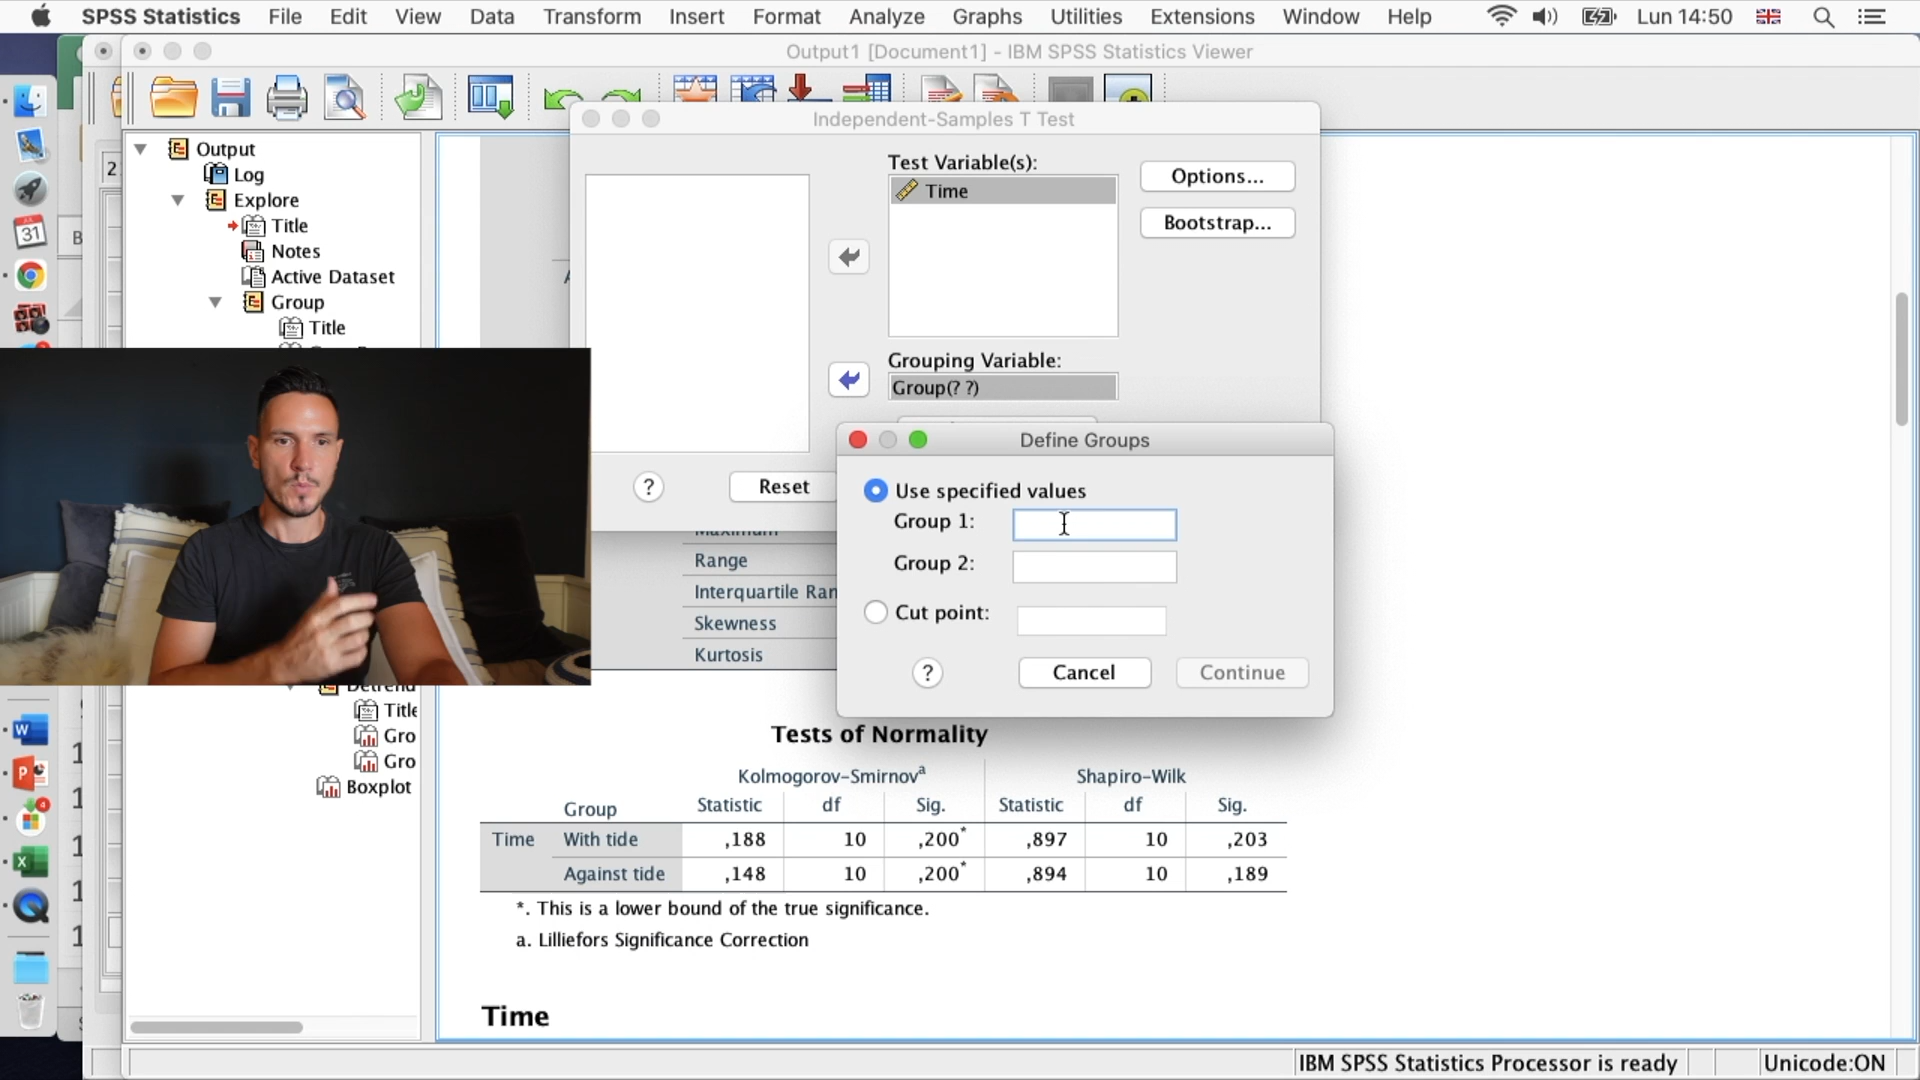 SPSS Statistics File Edit View Data Transform Insert Format Analyze Graphs Utilities Extensions Window Help Lun 14:50
Output1 [Document1] - IBM SPSS Statistics Viewer
Independent-Samples T Test
Output
Log
Explore
Title
Notes
Active Dataset
Group
Title
Test Variable(s):
Time
Options...
Bootstrap...
Grouping Variable:
Group(? ?)
Reset
Define Groups
Use specified values
Group 1:
Group 2:
Cut point:
Cancel Continue
Maximum
Range
Interquartile Ran
Skewness
Kurtosis
Detrend
Title
Gro
Gro
Boxplot
Tests of Normality
Kolmogorov-Smirnovᵃ Shapiro-Wilk
Group Statistic df Sig. Statistic df Sig.
Time With tide ,188 10 ,200* ,897 10 ,203
Against tide ,148 10 ,200* ,894 10 ,189
*. This is a lower bound of the true significance.
a. Lilliefors Significance Correction
Time
IBM SPSS Statistics Processor is ready Unicode:ON